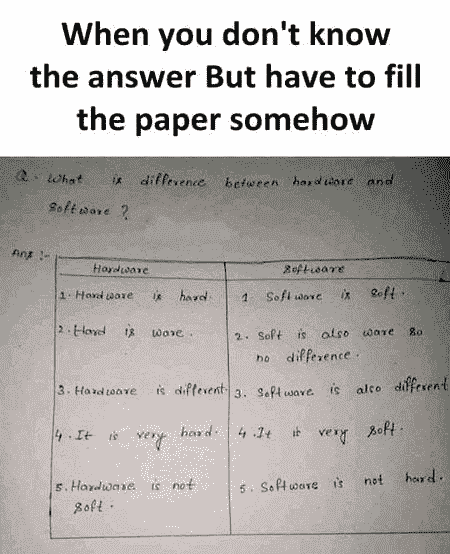 When you don't know
the answer But have to fill
the paper somehow
Q. What is difference between hardware and
Software ?
Ans :-
Hardware
Software
1. Hardware is hard.
1 Software is soft.
2. Hard is ware.
2. Soft is also ware so
no difference.
3. Hardware is different.
3. Software is also different
4. It is very hard.
4. It is very soft.
5. Hardware is not
soft.
5. Software is not hard.